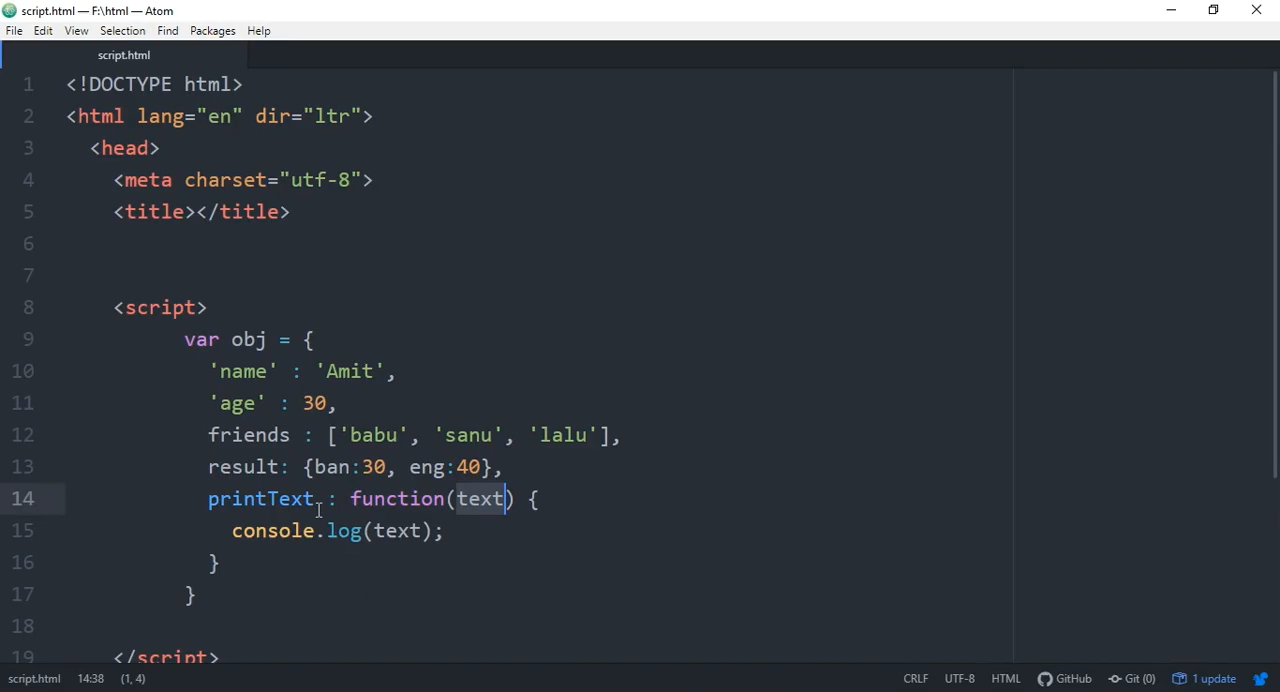 script.html — F:\html — Atom
File Edit View Selection Find Packages Help
script.html
1 <!DOCTYPE html>
2 <html lang="en" dir="ltr">
3 <head>
4 <meta charset="utf-8">
5 <title></title>
6
7
8 <script>
9 var obj = {
10 'name' : 'Amit',
11 'age' : 30,
12 friends : ['babu', 'sanu', 'lalu'],
13 result: {ban:30, eng:40},
14 printText : function(text) {
15 console.log(text);
16 }
17 }
18
19 </script>
script.html 14:38 (1, 4) CRLF UTF-8 HTML GitHub Git (0) 1 update